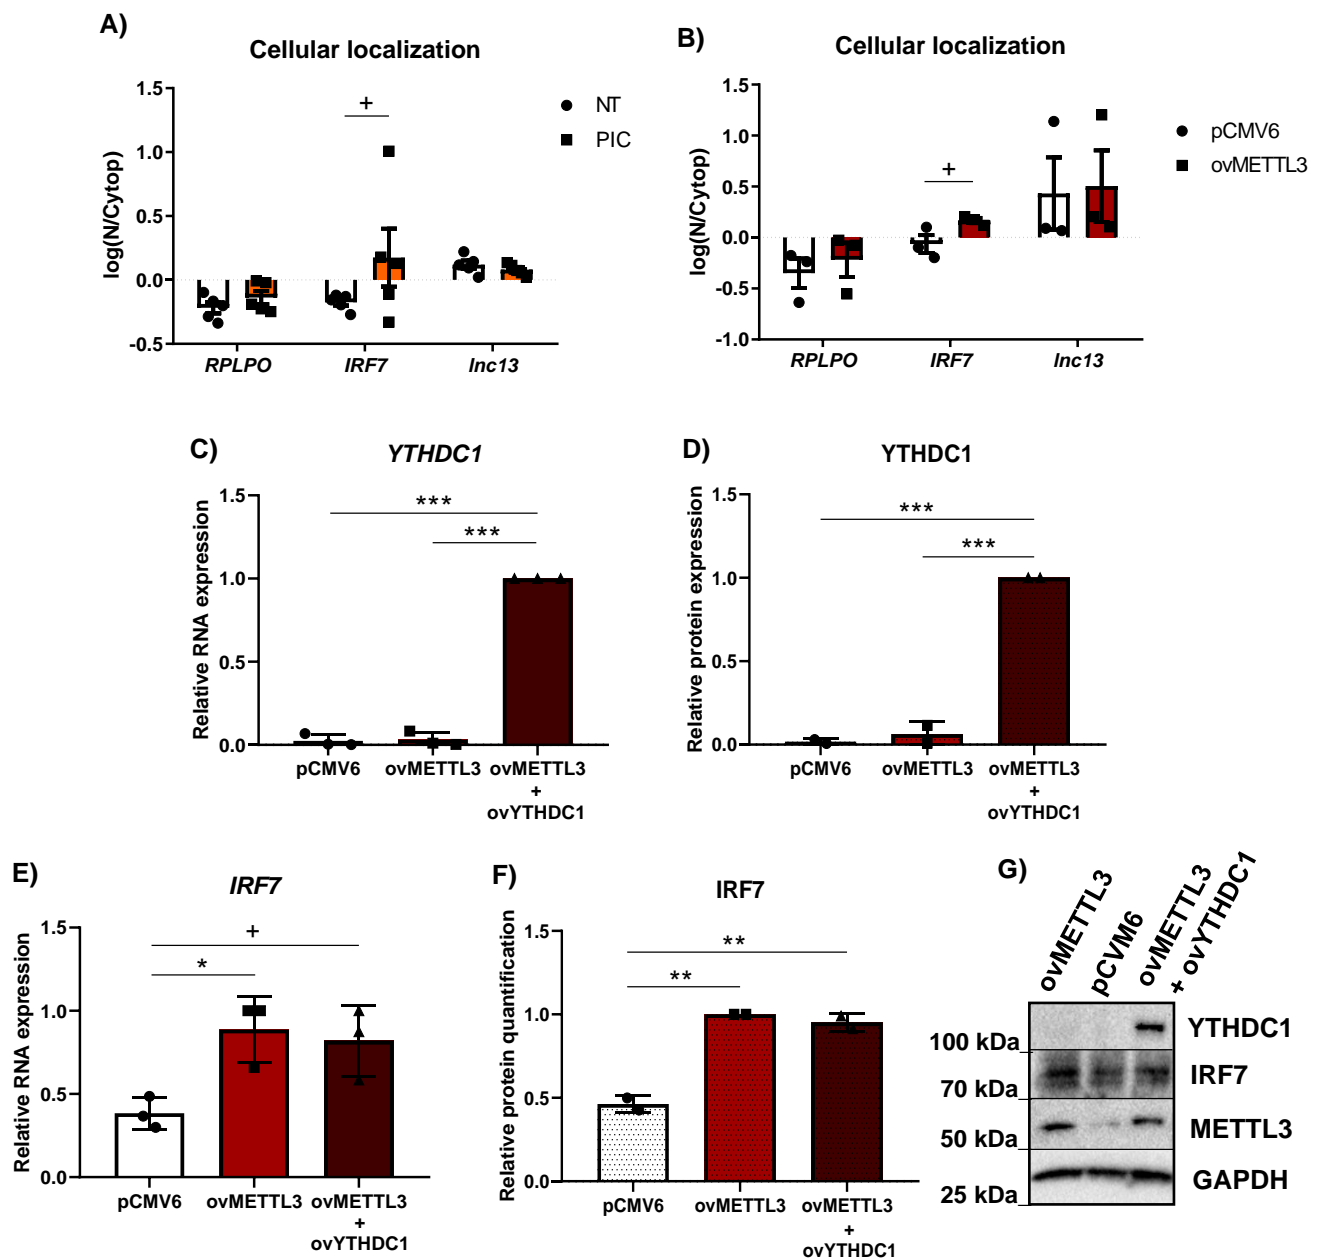 A)
Cellular localization
log(N/Cytop)
1.5
1.0
0.5
0.0
-0.5
+
NT
PIC
RPLPO
IRF7
lnc13
B)
Cellular localization
log(N/Cytop)
1.5
1.0
0.5
0.0
-0.5
-1.0
+
pCMV6
ovMETTL3
RPLPO
IRF7
lnc13
C)
YTHDC1
Relative RNA expression
1.5
1.0
0.5
0.0
***
***
pCMV6
ovMETTL3
ovMETTL3
+
ovYTHDC1
D)
YTHDC1
Relative protein expression
1.5
1.0
0.5
0.0
***
***
pCMV6
ovMETTL3
ovMETTL3
+
ovYTHDC1
E)
IRF7
Relative RNA expression
1.5
1.0
0.5
0.0
+
*
pCMV6
ovMETTL3
ovMETTL3
+
ovYTHDC1
F)
IRF7
Relative protein quantification
1.5
1.0
0.5
0.0
**
**
pCMV6
ovMETTL3
ovMETTL3
+
ovYTHDC1
G)
ovMETTL3
pCVM6
ovMETTL3
+ ovYTHDC1
100 kDa
YTHDC1
70 kDa
IRF7
50 kDa
METTL3
25 kDa
GAPDH